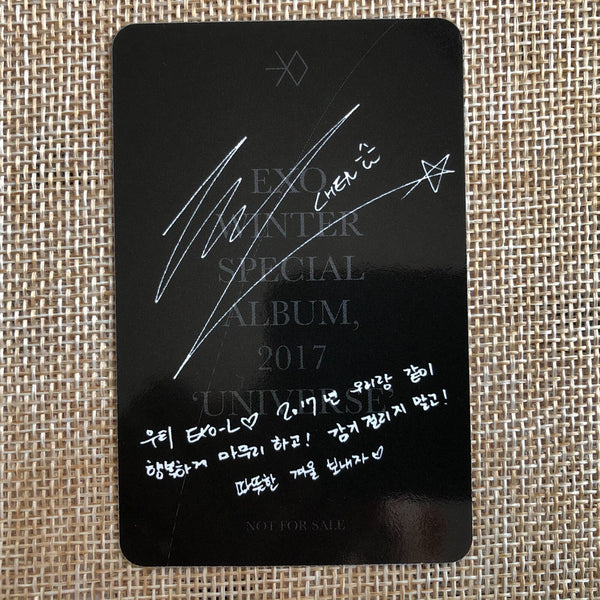 EXO
WINTER
SPECIAL
ALBUM,
2017
‘UNIVERSE’
CHEN
우리 EXO-L♡ 2017년 우리랑 같이
행복하게 마무리 하고! 감기 걸리지 말고!
따뜻한 겨울 보내자♡
NOT FOR SALE